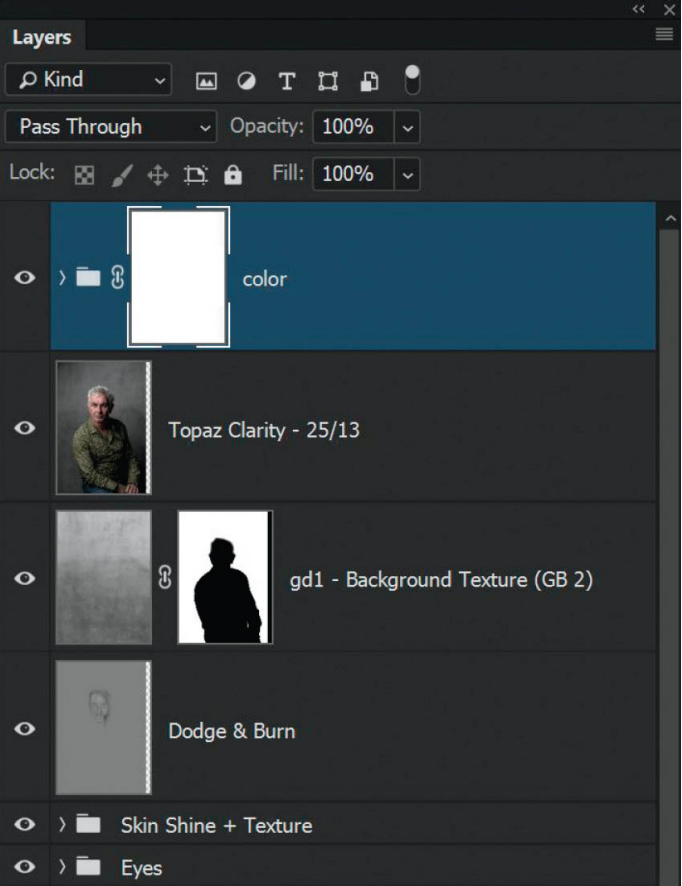 Layers
Kind
Pass Through
Opacity: 100%
Lock:
Fill: 100%
color
Topaz Clarity - 25/13
gd1 - Background Texture (GB 2)
Dodge & Burn
Skin Shine + Texture
Eyes